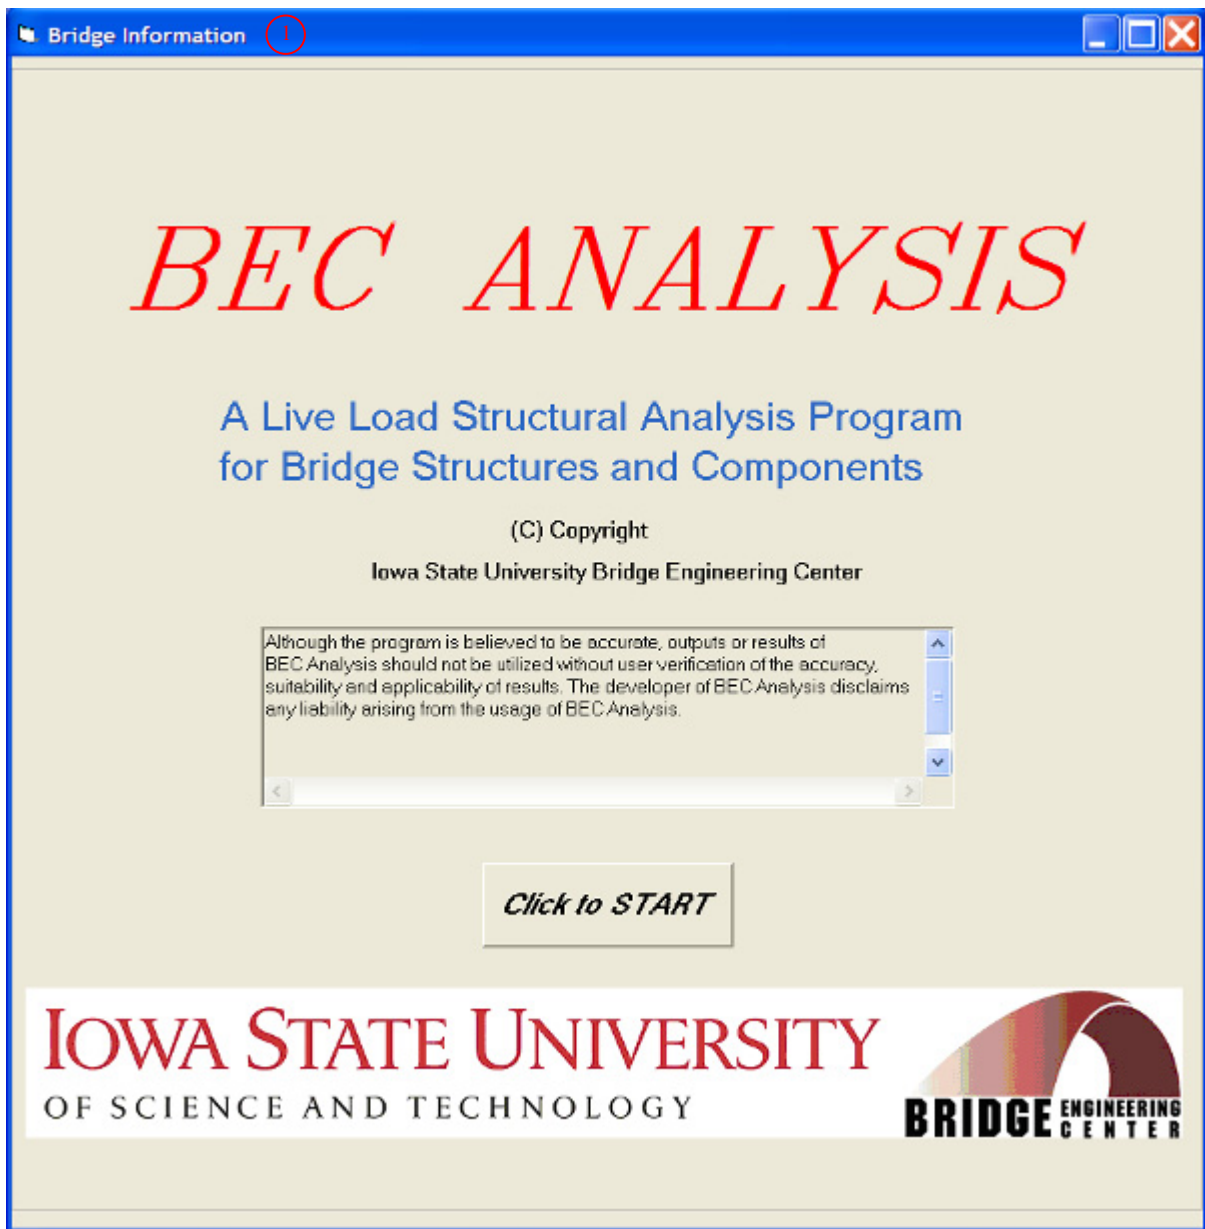 Bridge Information 1
BEC ANALYSIS
A Live Load Structural Analysis Program
for Bridge Structures and Components
(C) Copyright
Iowa State University Bridge Engineering Center
Although the program is believed to be accurate, outputs or results of
BEC Analysis should not be utilized without user verification of the accuracy,
suitability and applicability of results. The developer of BEC Analysis disclaims
any liability arising from the usage of BEC Analysis.
Click to START
IOWA STATE UNIVERSITY
OF SCIENCE AND TECHNOLOGY
BRIDGE ENGINEERING
CENTER